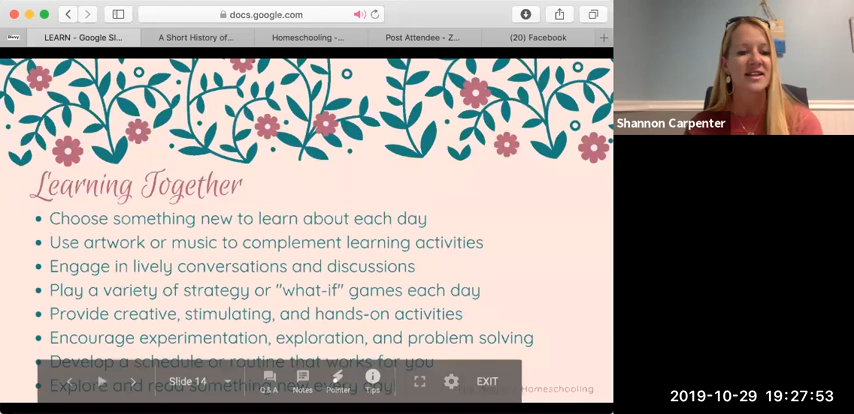 docs.google.com
LEARN - Google Sl...
A Short History of...
Homeschooling -...
Post Attendee - Z...
(20) Facebook
Shannon Carpenter
Learning Together
Choose something new to learn about each day
Use artwork or music to complement learning activities
Engage in lively conversations and discussions
Play a variety of strategy or "what-if" games each day
Provide creative, stimulating, and hands-on activities
Encourage experimentation, exploration, and problem solving
Develop a schedule or routine that works for you
Explore and read something new every day
Homeschooling
Slide 14
Q & A
Notes
Pointer
Tips
EXIT
2019-10-29 19:27:53